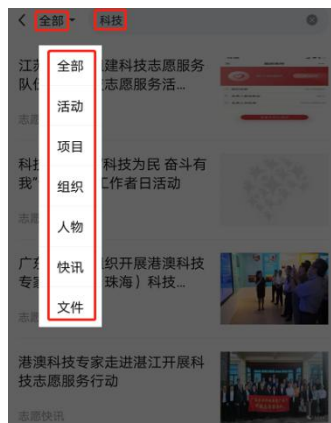 全部
科技
全部
活动
项目
组织
人物
快讯
文件
江
建科技志愿服务
队
志愿服务活...
志愿
科
科技为民 奋斗有
我"
工作者日活动
志愿
广
织开展港澳科技
专
珠海）科技...
志愿
港澳科技专家走进湛江开展科
技志愿服务行动
志愿快讯